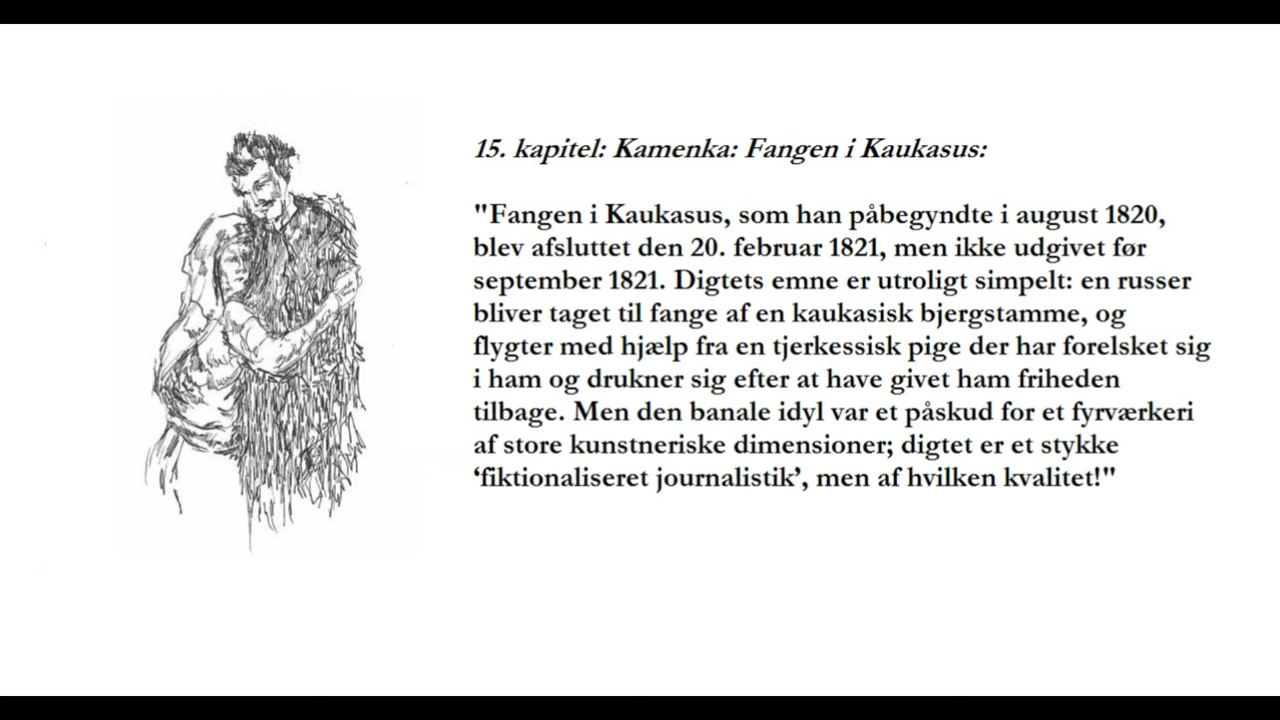 15. kapitel: Kamenka: Fangen i Kaukasus:
"Fangen i Kaukasus, som han påbegyndte i august 1820,
blev afsluttet den 20. februar 1821, men ikke udgivet før
september 1821. Digtets emne er utroligt simpelt: en russer
bliver taget til fange af en kaukasisk bjergstamme, og
flygter med hjælp fra en tjerkessisk pige der har forelsket sig
i ham og drukner sig efter at have givet ham friheden
tilbage. Men den banale idyl var et påskud for et fyrværkeri
af store kunstneriske dimensioner; digtet er et stykke
‘fiktionaliseret journalistik’, men af hvilken kvalitet!"